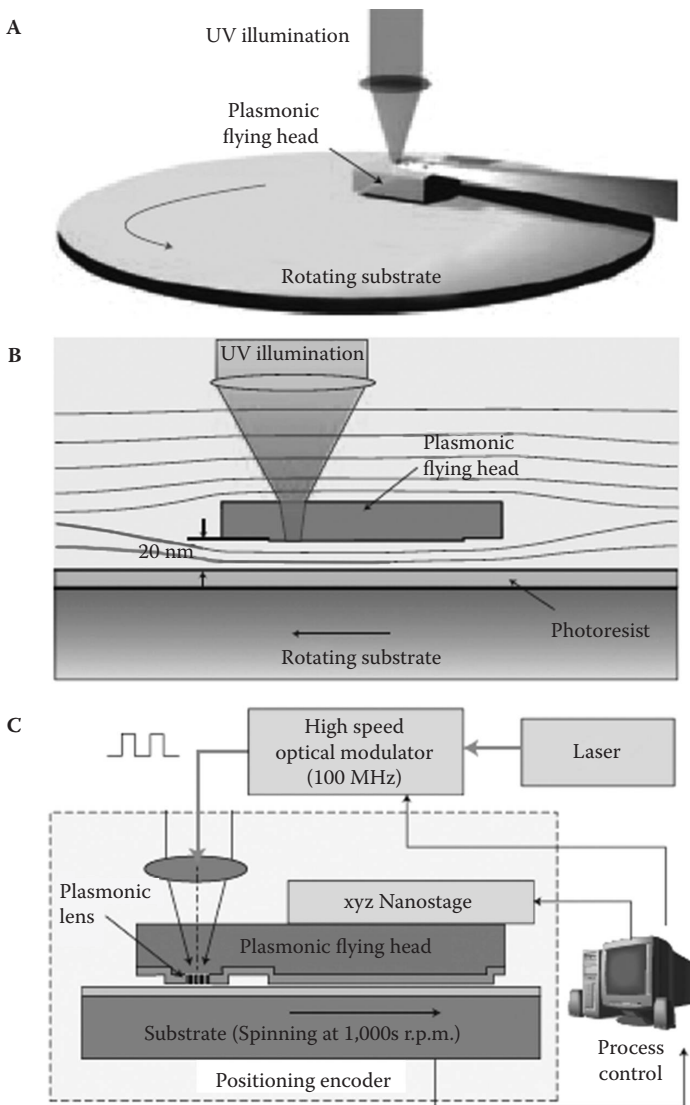 A
UV illumination
Plasmonic
flying head
Rotating substrate
B
UV illumination
Plasmonic
flying head
20 nm
Photoresist
Rotating substrate
C
High speed
optical modulator
(100 MHz)
Laser
Plasmonic
lens
xyz Nanostage
Plasmonic flying head
Substrate (Spinning at 1,000s r.p.m.)
Positioning encoder
Process
control